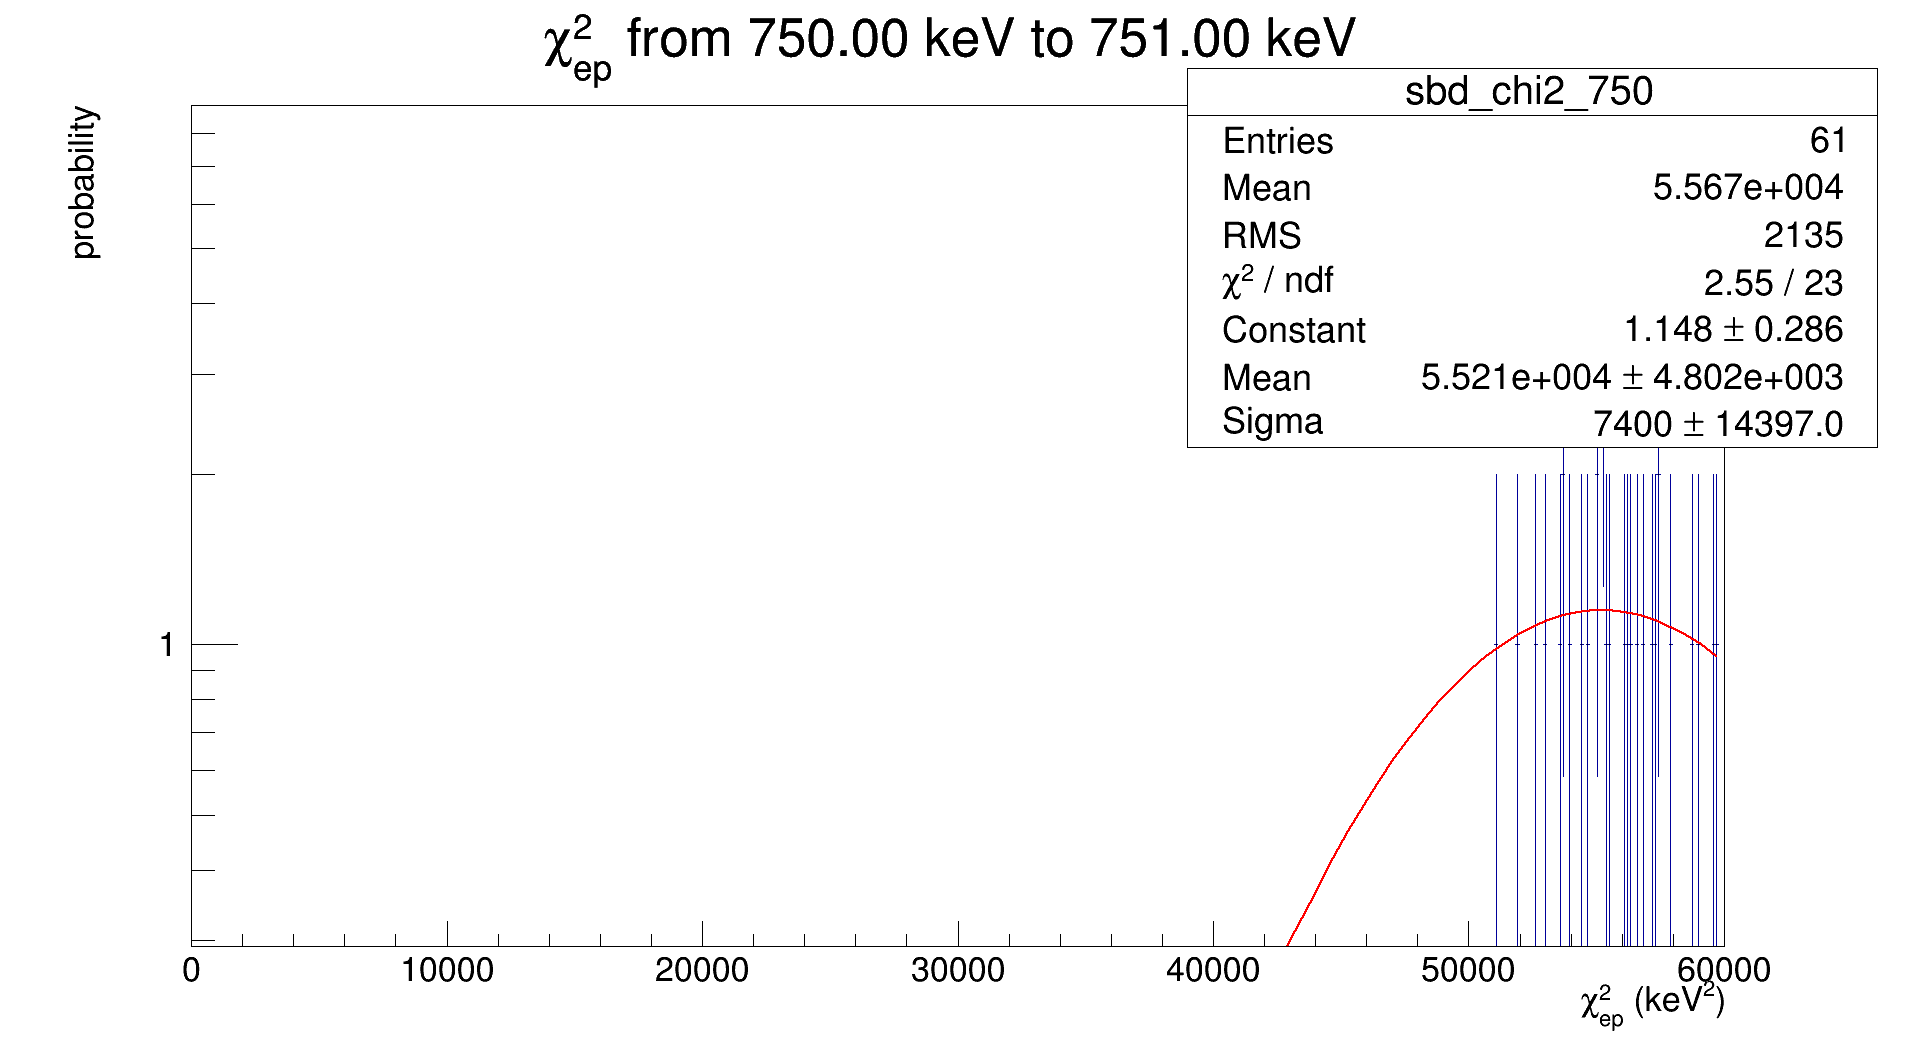 χ²ep from 750.00 keV to 751.00 keV
probability
sbd_chi2_750
Entries 61
Mean 5.567e+004
RMS 2135
χ² / ndf 2.55 / 23
Constant 1.148 ± 0.286
Mean 5.521e+004 ± 4.802e+003
Sigma 7400 ± 14397.0
1
0 10000 20000 30000 40000 50000 60000
χ²ep (keV²)